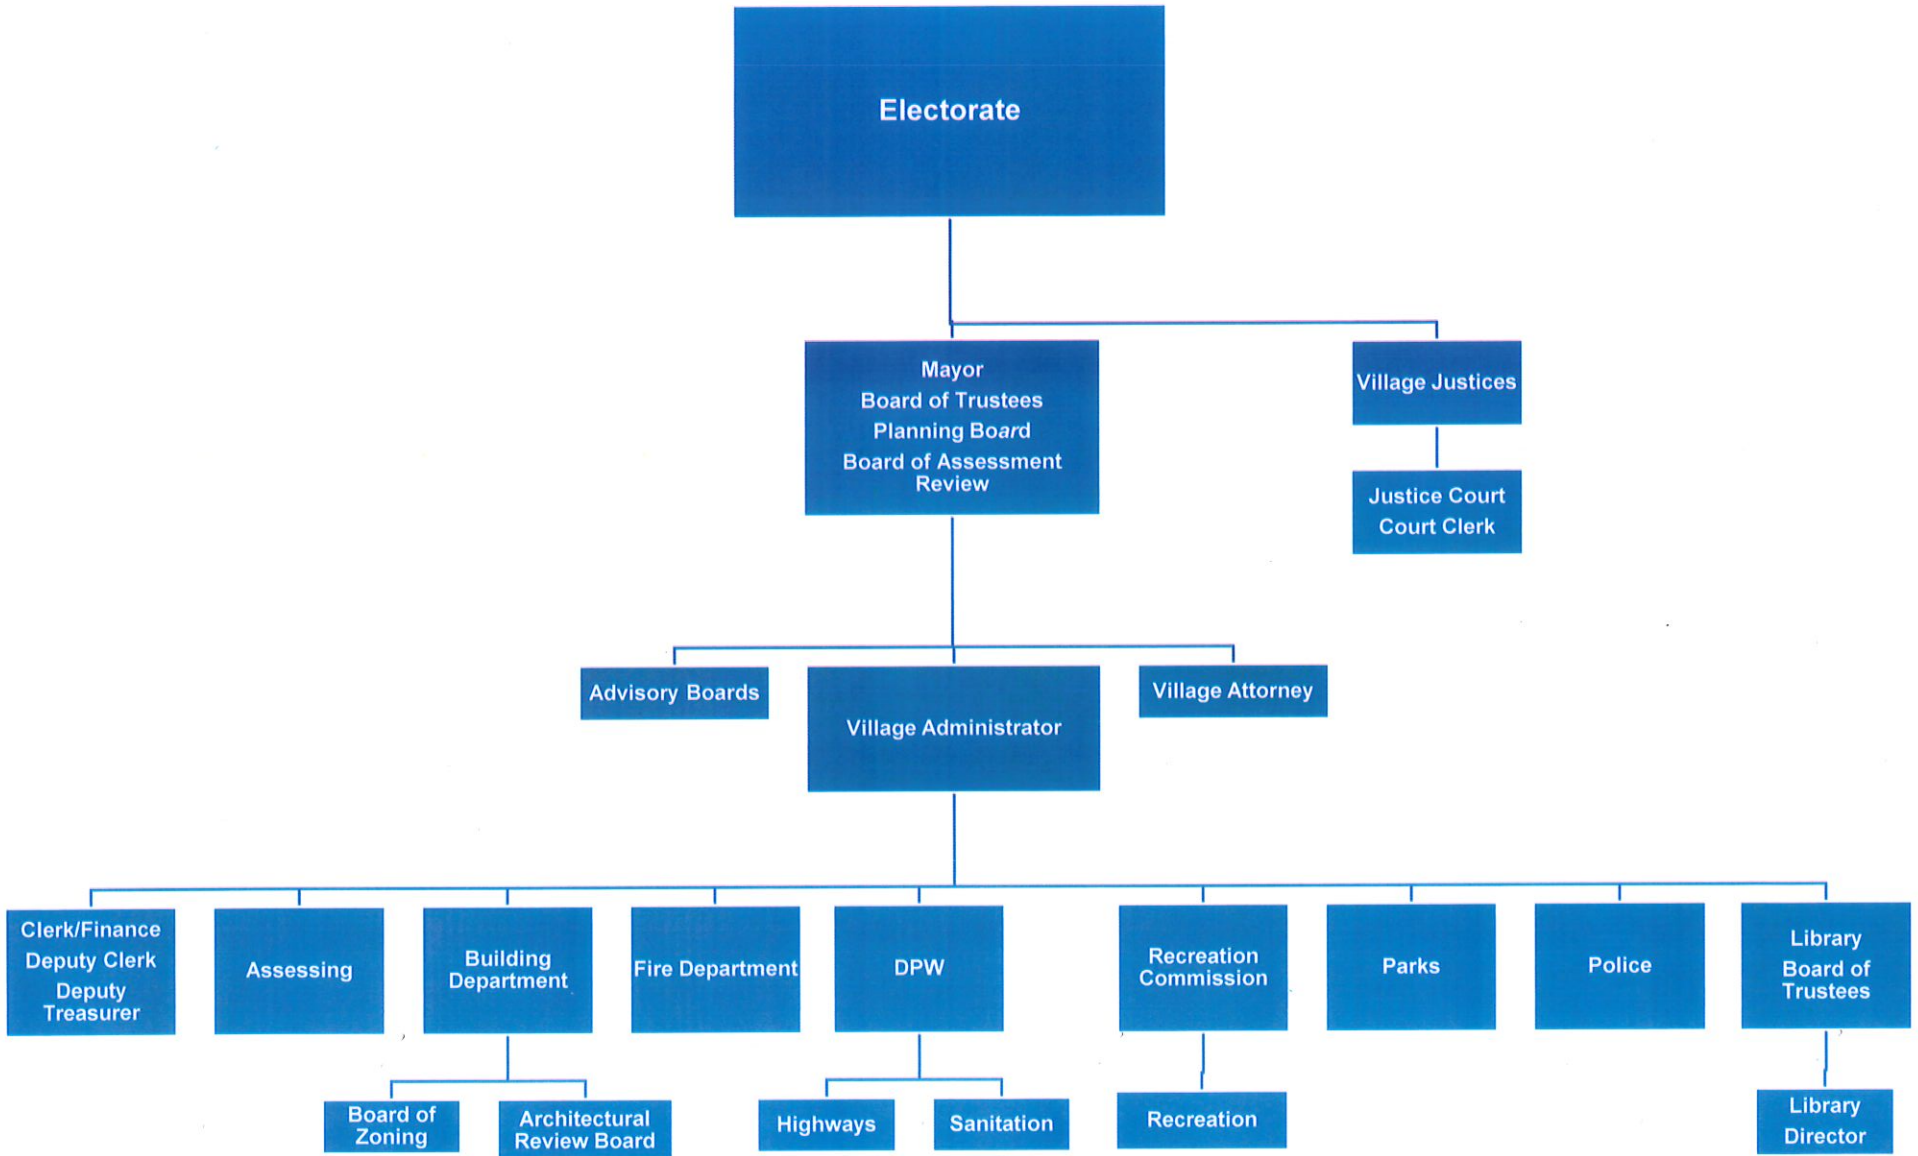 Electorate
Mayor
Board of Trustees
Planning Board
Board of Assessment
Review
Village Justices
Justice Court
Court Clerk
Advisory Boards
Village Administrator
Village Attorney
Clerk/Finance
Deputy Clerk
Deputy
Treasurer
Assessing
Building
Department
Fire Department
DPW
Recreation
Commission
Parks
Police
Library
Board of
Trustees
Board of
Zoning
Architectural
Review Board
Highways
Sanitation
Recreation
Library
Director